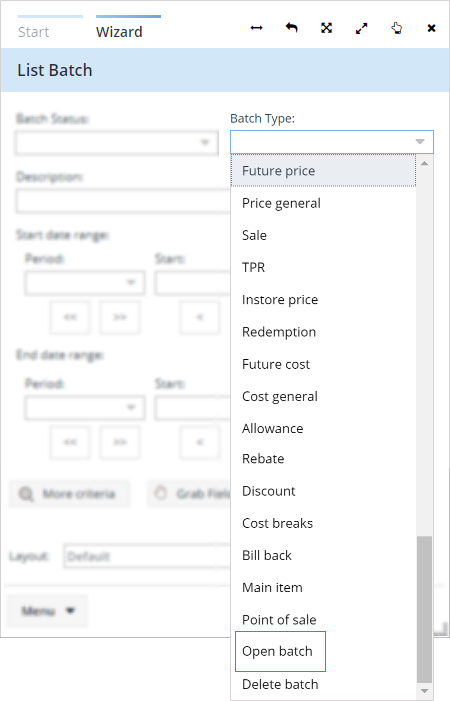 Start Wizard
List Batch
Batch Status: Batch Type:
Future price
Description:
Price general
Start date range: Sale
Period: Start: TPR
Instore price
<< >> < Redemption
End date range: Future cost
Period: Start: Cost general
Allowance
<< >> < Rebate
More criteria Grab Field Discount
Cost breaks
Layout: Default Bill back
Main item
Menu Point of sale
Open batch
Delete batch